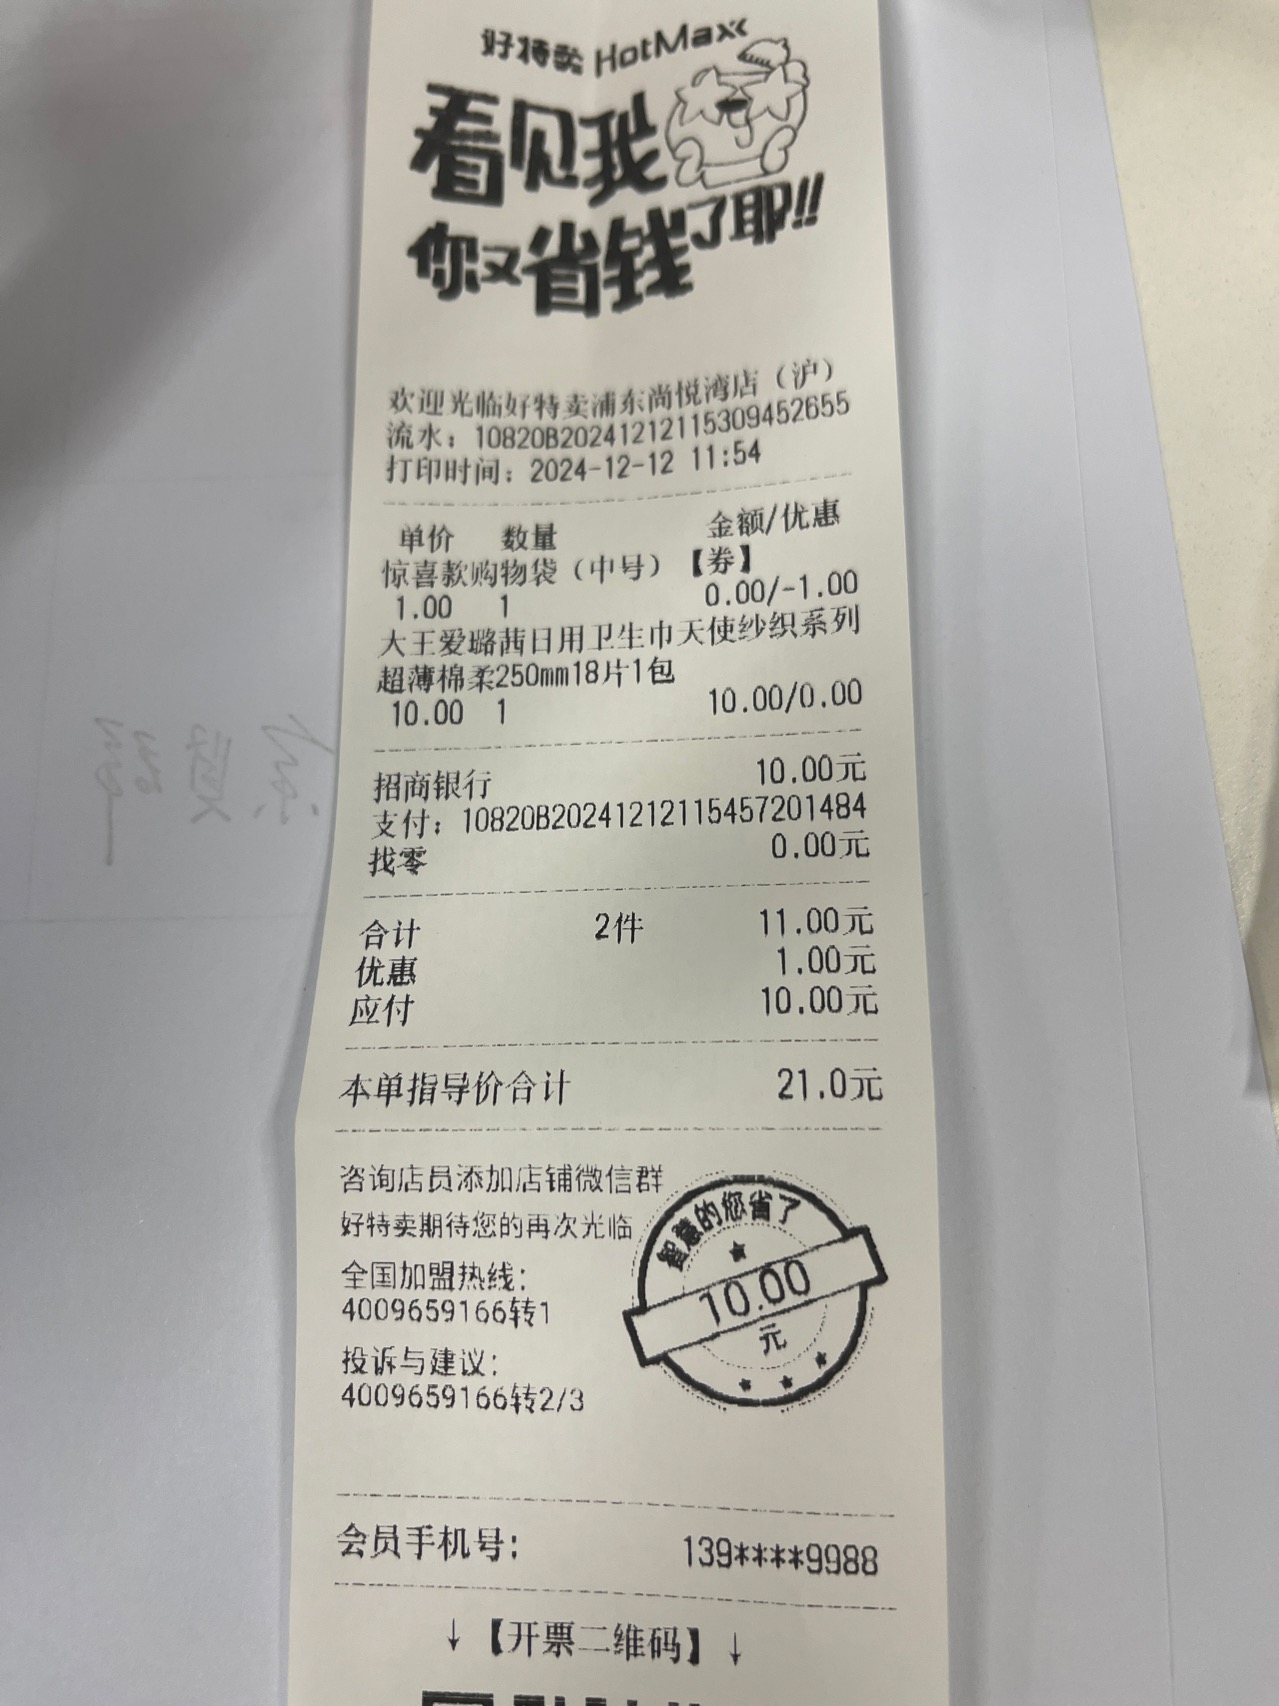 好特卖 HotMaxx
看见我
你又省钱了耶!!
欢迎光临好特卖浦东尚悦湾店（沪）
流水：10820B20241212115309452655
打印时间：2024-12-12 11:54
单价 数量 金额/优惠
惊喜款购物袋（中号）【券】
1.00 1 0.00/-1.00
大王爱璐茜日用卫生巾天使纱织系列
超薄棉柔250mm18片1包
10.00 1 10.00/0.00
招商银行 10.00元
支付：10820B20241212115457201484
找零 0.00元
合计 2件 11.00元
优惠 1.00元
应付 10.00元
本单指导价合计 21.0元
咨询店员添加店铺微信群
好特卖期待您的再次光临
全国加盟热线：
4009659166转1
投诉与建议：
4009659166转2/3
智慧的您省了
10.00
元
会员手机号： 139****9988
↓【开票二维码】↓